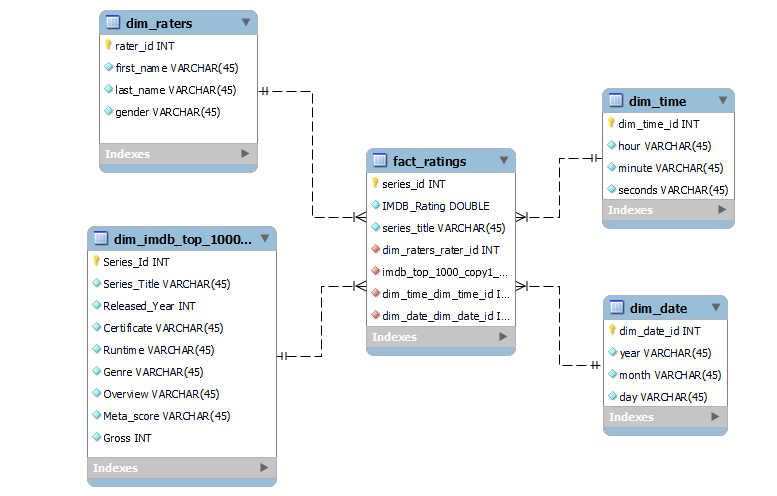 dim_raters
rater_id INT
first_name VARCHAR(45)
last_name VARCHAR(45)
gender VARCHAR(45)
Indexes
dim_imdb_top_1000...
Series_Id INT
Series_Title VARCHAR(45)
Released_Year INT
Certificate VARCHAR(45)
Runtime VARCHAR(45)
Genre VARCHAR(45)
Overview VARCHAR(45)
Meta_score VARCHAR(45)
Gross INT
Indexes
fact_ratings
series_id INT
IMDB_Rating DOUBLE
series_title VARCHAR(45)
dim_raters_rater_id INT
imdb_top_1000_copy1_...
dim_time_dim_time_id I...
dim_date_dim_date_id I...
Indexes
dim_time
dim_time_id INT
hour VARCHAR(45)
minute VARCHAR(45)
seconds VARCHAR(45)
Indexes
dim_date
dim_date_id INT
year VARCHAR(45)
month VARCHAR(45)
day VARCHAR(45)
Indexes